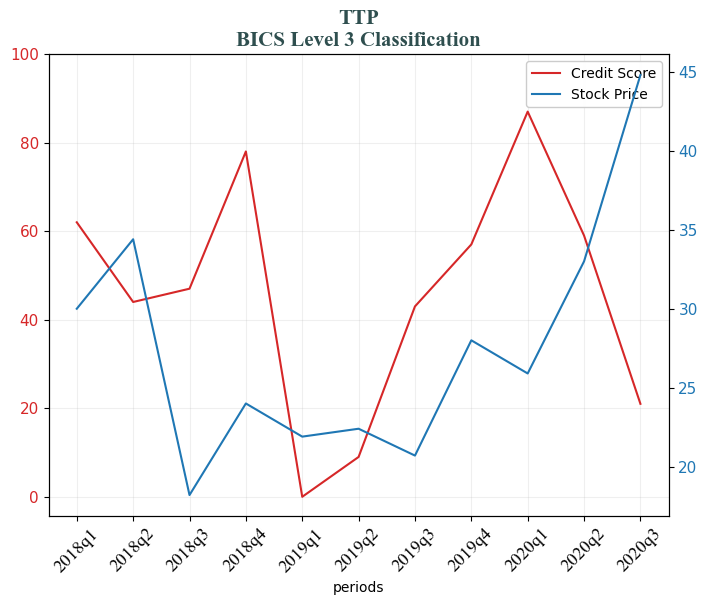 TTP
BICS Level 3 Classification
Credit Score
Stock Price
100
80
60
40
20
0
45
40
35
30
25
20
2018q1
2018q2
2018q3
2018q4
2019q1
2019q2
2019q3
2019q4
2020q1
2020q2
2020q3
periods